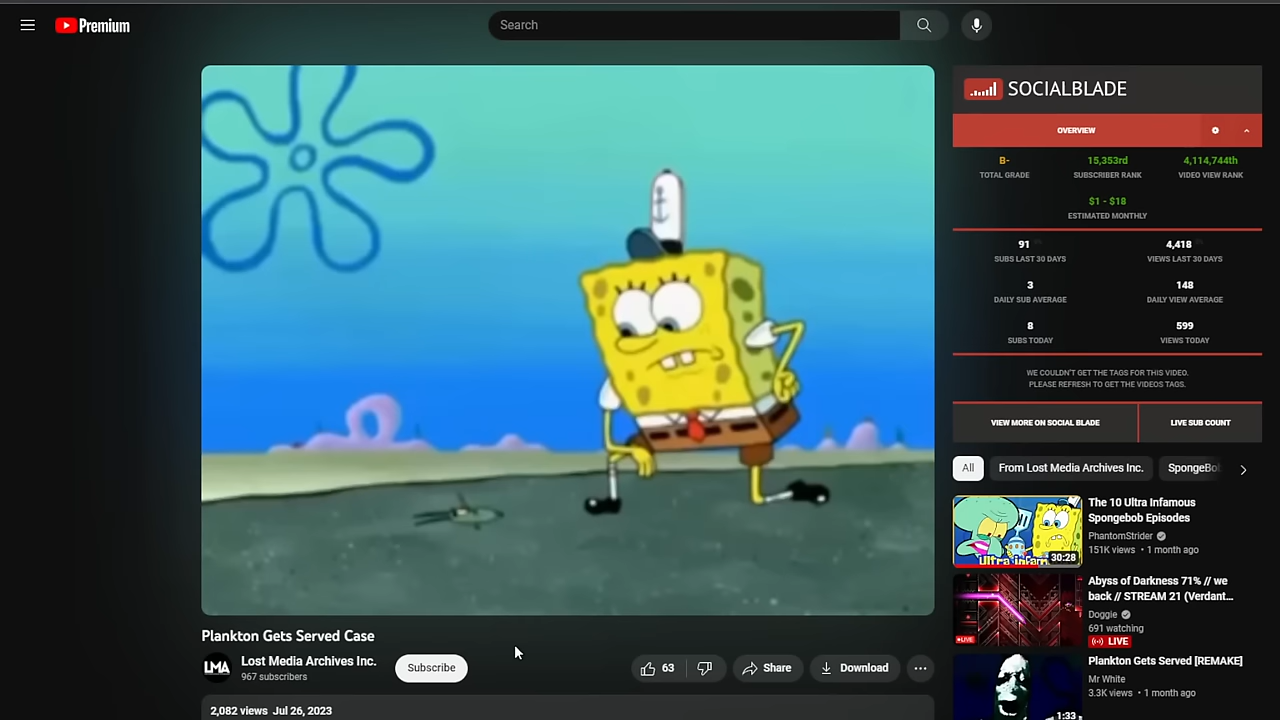 Premium
Search
SOCIALBLADE
OVERVIEW
B-
15,353rd
4,114,744th
TOTAL GRADE
SUBSCRIBER RANK
VIDEO VIEW RANK
$1 - $18
ESTIMATED MONTHLY
91
4,418
SUBS LAST 30 DAYS
VIEWS LAST 30 DAYS
3
148
DAILY SUB AVERAGE
DAILY VIEW AVERAGE
8
599
SUBS TODAY
VIEWS TODAY
WE COULDN'T GET THE TAGS FOR THIS VIDEO.
PLEASE REFRESH TO GET THE VIDEOS TAGS.
VIEW MORE ON SOCIAL BLADE
LIVE SUB COUNT
All
From Lost Media Archives Inc.
SpongeBo
The 10 Ultra Infamous
Spongebob Episodes
PhantomStrider
151K views • 1 month ago
30:28
Ultra Infam
Abyss of Darkness 71% // we
back // STREAM 21 (Verdant...
Doggie
691 watching
LIVE
LIVE
Plankton Gets Served [REMAKE]
Mr White
3.3K views • 1 month ago
1:33
Plankton Gets Served Case
LMA
Lost Media Archives Inc.
967 subscribers
Subscribe
63
Share
Download
2,082 views Jul 26, 2023